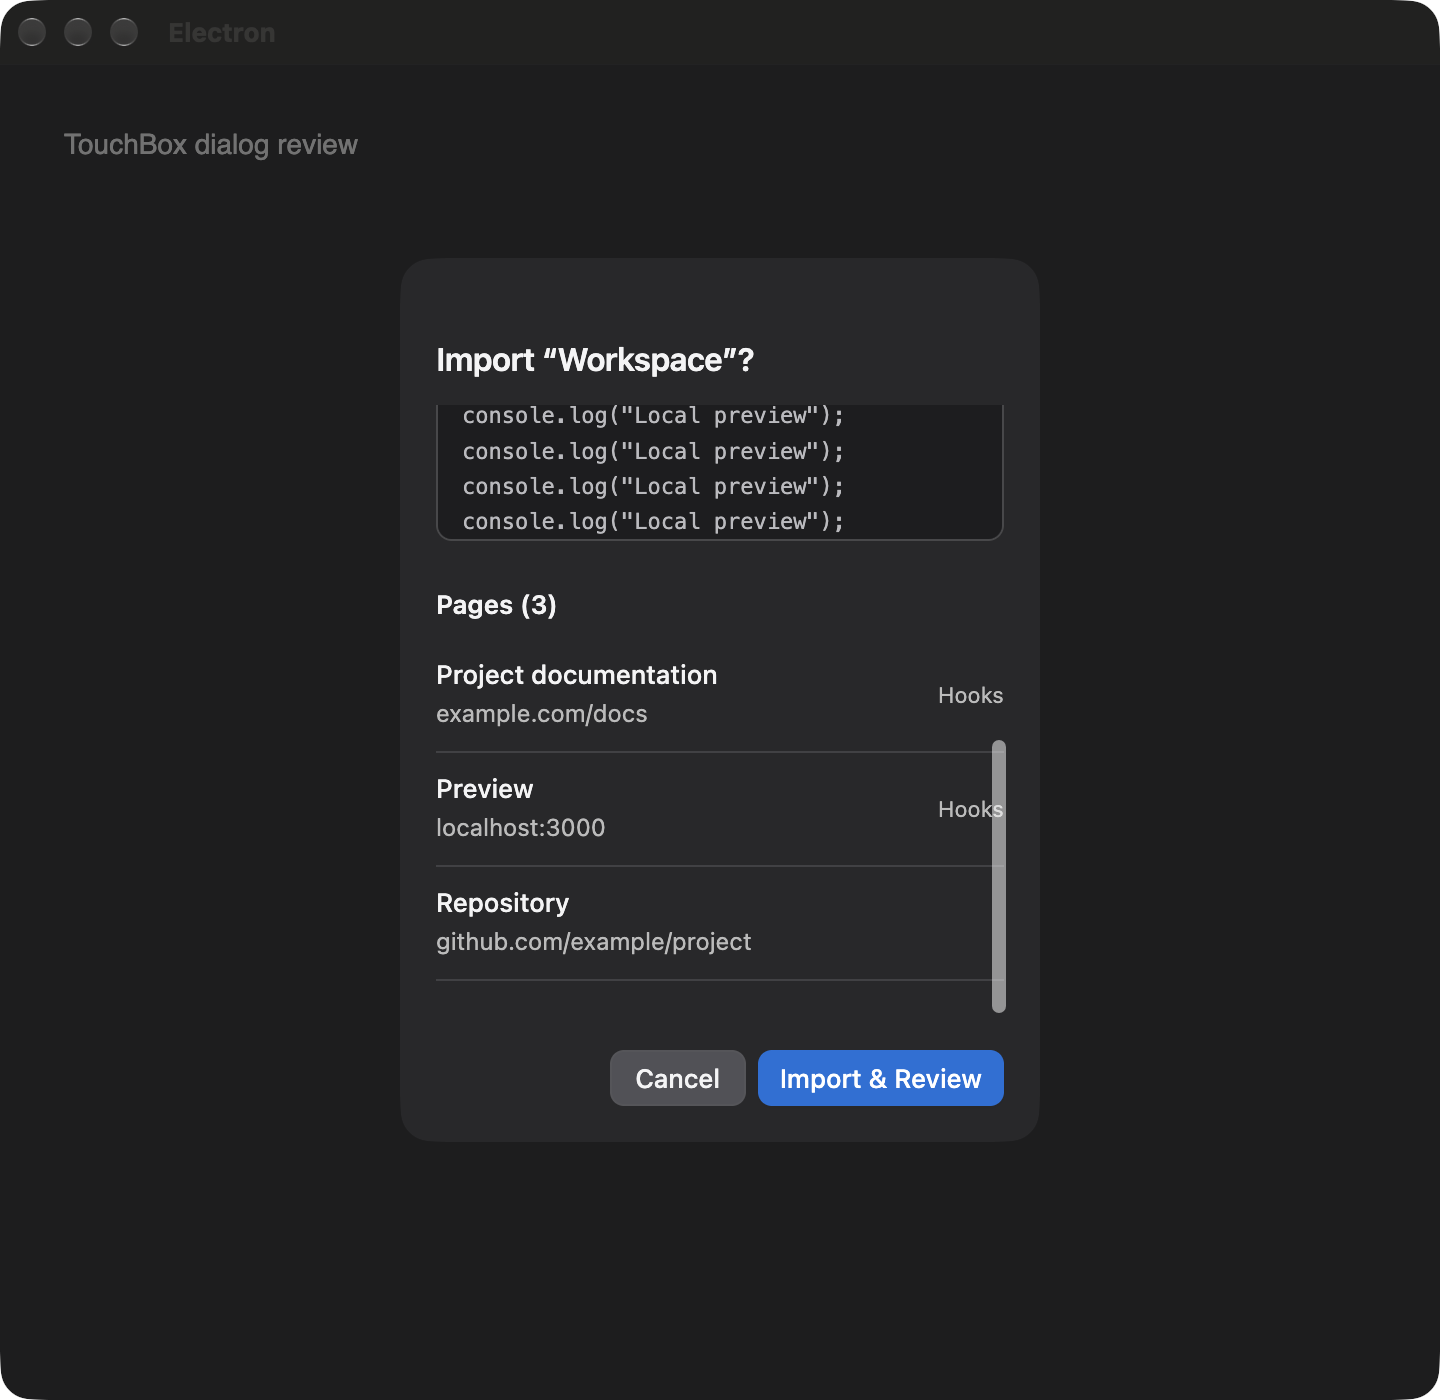 Electron
TouchBox dialog review
Import “Workspace”?
console.log("Local preview");
console.log("Local preview");
console.log("Local preview");
console.log("Local preview");
Pages (3)
Project documentation
example.com/docs
Hooks
Preview
localhost:3000
Hooks
Repository
github.com/example/project
Cancel
Import & Review